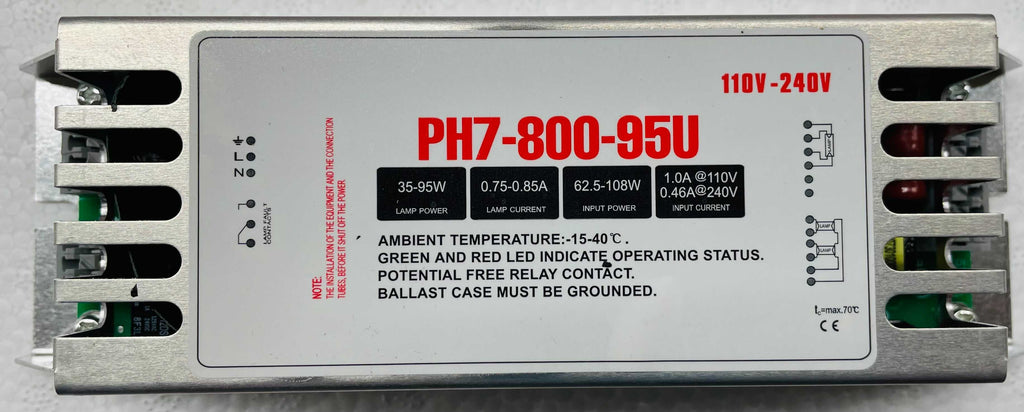 110V-240V
PH7-800-95U
L
N
LAMP FAULT
CONTACTS
NOTE:
THE INSTALLATION OF THE EQUIPMENT AND THE CONNECTION
TUBES, BEFORE IT SHUT OFF THE POWER.
35-95W
LAMP POWER
0.75-0.85A
LAMP CURRENT
62.5-108W
INPUT POWER
1.0A @110V
0.46A@240V
INPUT CURRENT
AMBIENT TEMPERATURE:-15-40℃.
GREEN AND RED LED INDICATE OPERATING STATUS.
POTENTIAL FREE RELAY CONTACT.
BALLAST CASE MUST BE GROUNDED.
LAMP
LAMP
LAMP
tc=max.70℃
CE